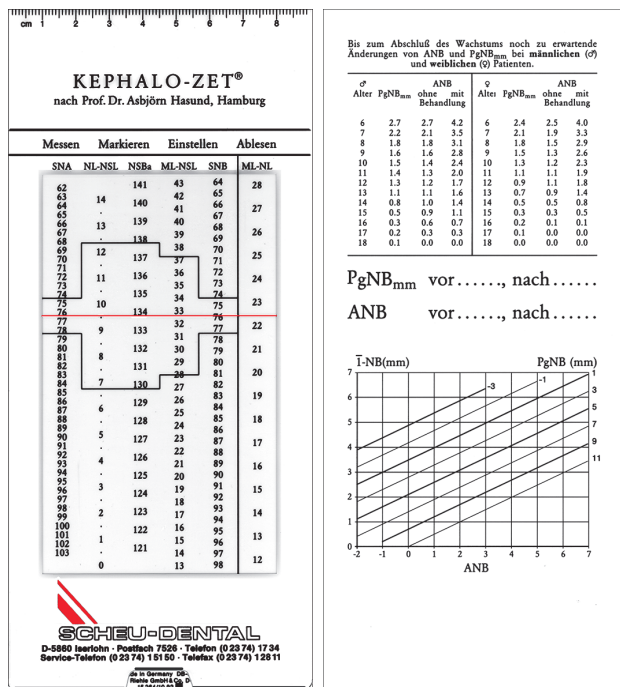 cm 1 2 3 4 5 6 7
KEPHALO-ZET®
nach Prof. Dr. Asbjörn Hasund, Hamburg
Messen Markieren Einstellen Ablesen
SNA NL-NSL NSBa ML-NSL SNB ML-NL
62 141 43 64 28
63 14 42 65
64 140 41 66 27
65 . 40 67
66 13 139 39 68 26
67 . 138 38 69
68 12 137 37 70 25
69 . 136 36 71
70 11 135 35 72 24
71 . 134 34 73
72 10 133 33 74 23
73 . 132 32 75
74 9 131 31 76 22
75 . 130 30 77
76 8 129 29 78 21
77 . 128 28 79
78 7 127 27 80 20
79 . 126 26 81
80 6 125 25 82 19
81 . 124 24 83
82 5 123 23 84 18
83 . 122 22 85
84 4 121 21 86 17
85 . 20 87
86 3 19 88 16
87 . 18 89
88 2 17 90 15
89 . 16 91
90 1 15 92 14
91 . 14 93
92 0 13 94 13
93 95
94 96 12
95 97
96 98
97
98
99
100
101
102
103
SCHEU-DENTAL
D-5860 Iserlohn · Postfach 7526 · Telefon (0 23 74) 17 34
Service-Telefon (0 23 74) 1 51 50 · Telefax (0 23 74) 1 28 11
de in Germany DB-
Riehle GmbH & Co. D-
Bis zum Abschluß des Wachstums noch zu erwartende
Änderungen von ANB und PgNBmm bei männlichen (♂)
und weiblichen (♀) Patienten.
♂ ANB ♀ ANB
Alter PgNBmm ohne mit Alter PgNBmm ohne mit
Behandlung Behandlung
6 2.7 2.7 4.2 6 2.4 2.5 4.0
7 2.2 2.1 3.5 7 2.1 1.9 3.3
8 1.8 1.8 3.1 8 1.8 1.5 2.9
9 1.6 1.6 2.8 9 1.5 1.3 2.6
10 1.5 1.4 2.4 10 1.3 1.2 2.3
11 1.4 1.3 2.0 11 1.1 1.1 1.9
12 1.3 1.2 1.7 12 0.9 1.1 1.8
13 1.1 1.1 1.6 13 0.7 0.9 1.4
14 0.8 1.0 1.4 14 0.5 0.5 0.8
15 0.5 0.9 1.1 15 0.3 0.3 0.5
16 0.3 0.6 0.7 16 0.2 0.1 0.1
17 0.2 0.3 0.3 17 0.1 0.0 0.0
18 0.1 0.0 0.0 18 0.0 0.0 0.0
PgNBmm vor......, nach......
ANB vor......, nach......
1̅-NB(mm) PgNB (mm)
7 -3 -1 1
6 3
5 5
4 7
3 9
2 11
1
0
-2 -1 0 1 2 3 4 5 6 7
ANB